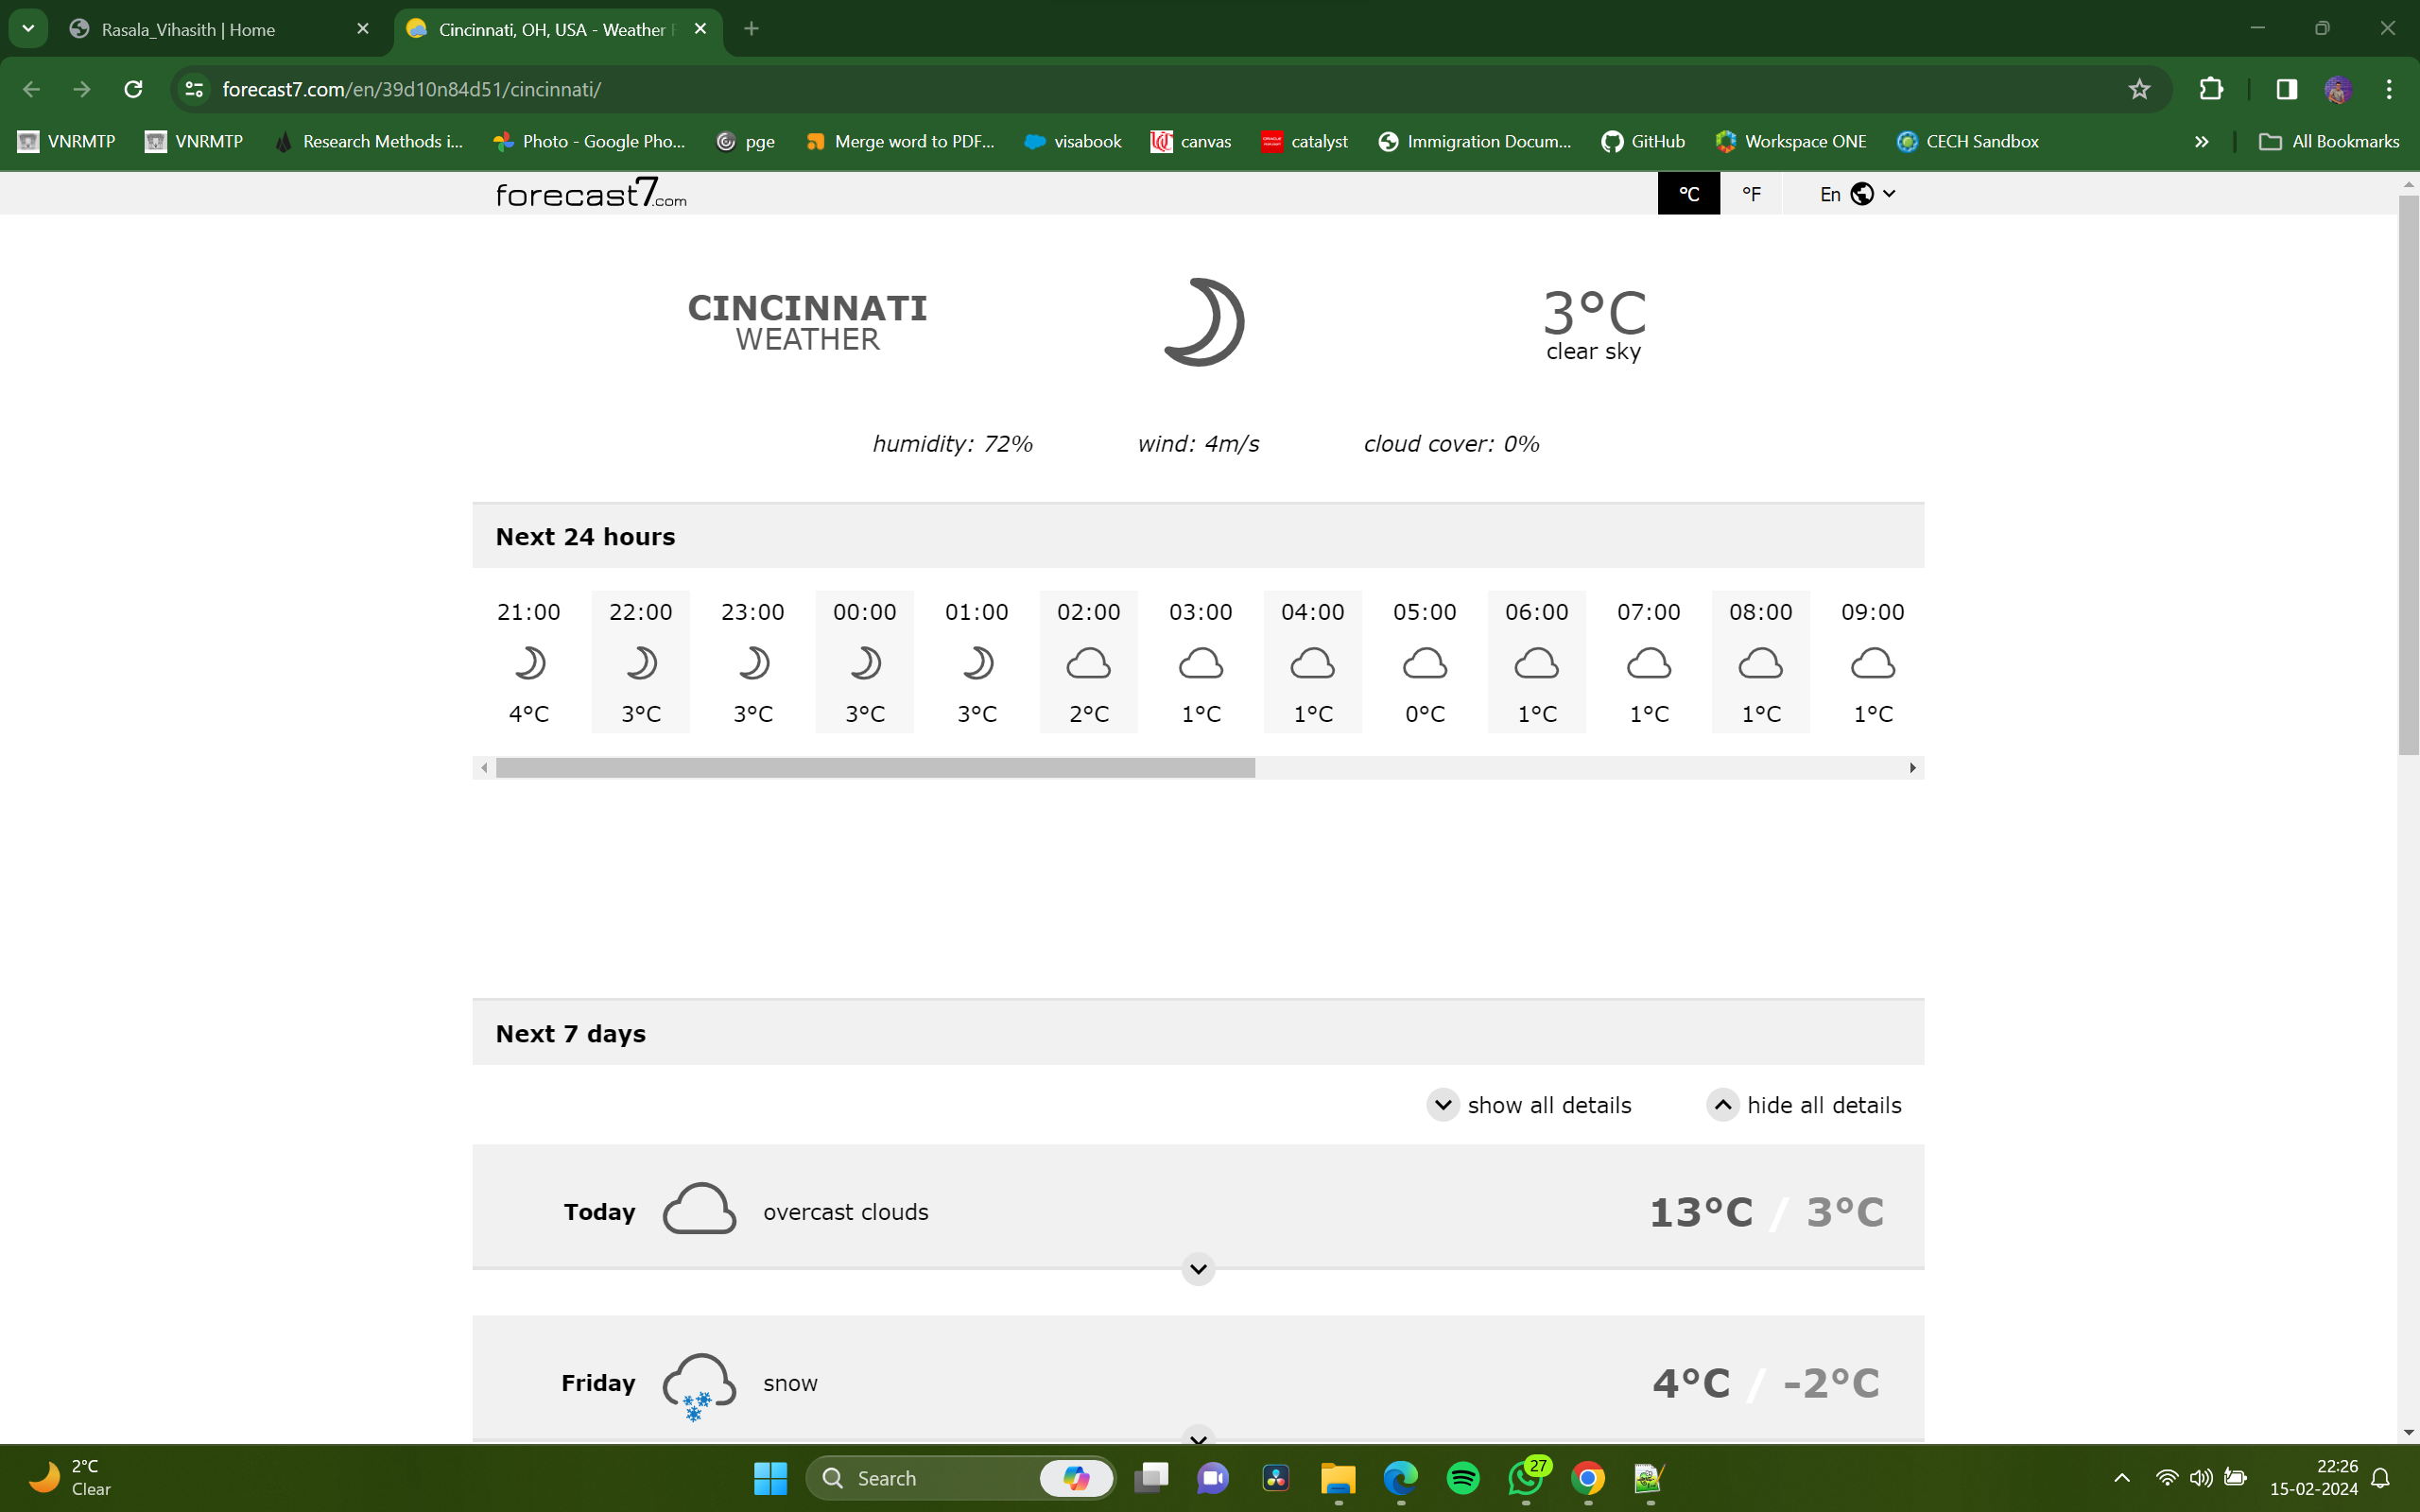 Rasala_Vihasith | Home
Cincinnati, OH, USA - Weather
forecast7.com/en/39d10n84d51/cincinnati/
VNRMTP VNRMTP Research Methods i... Photo - Google Pho... pge Merge word to PDF... visabook canvas catalyst Immigration Docum... GitHub Workspace ONE CECH Sandbox » All Bookmarks
forecast7.com °C °F En
CINCINNATI
WEATHER
3°C
clear sky
humidity: 72% wind: 4m/s cloud cover: 0%
Next 24 hours
21:00 22:00 23:00 00:00 01:00 02:00 03:00 04:00 05:00 06:00 07:00 08:00 09:00
4°C 3°C 3°C 3°C 3°C 2°C 1°C 1°C 0°C 1°C 1°C 1°C 1°C
Next 7 days
show all details hide all details
Today overcast clouds 13°C / 3°C
Friday snow 4°C / -2°C
2°C
Clear
Search
27
22:26
15-02-2024